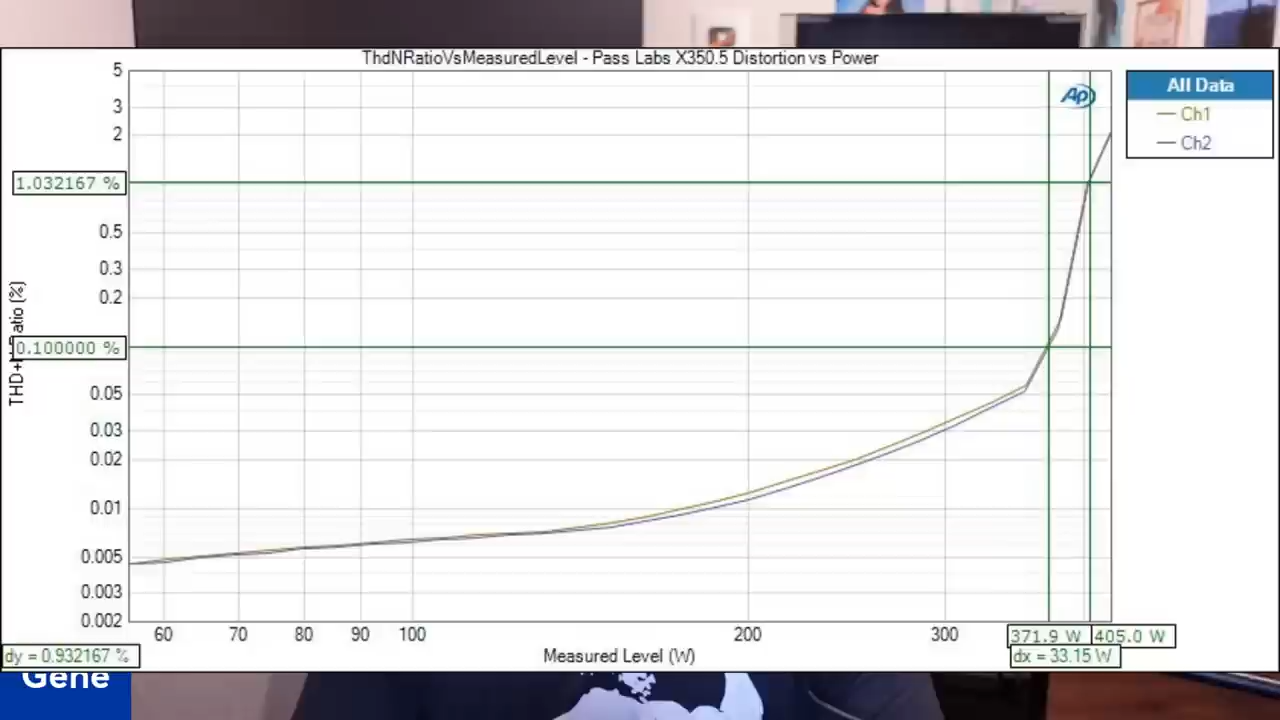 ThdNRatioVsMeasuredLevel - Pass Labs X350.5 Distortion vs Power
5
3
2
1.032167 %
0.5
0.3
0.2
0.100000 %
0.05
0.03
0.02
0.01
0.005
0.003
0.002
60
70
80
90
100
200
300
371.9 W
405.0 W
dx = 33.15 W
dy = 0.932167 %
Measured Level (W)
AP
All Data
Ch1
Ch2
Gene